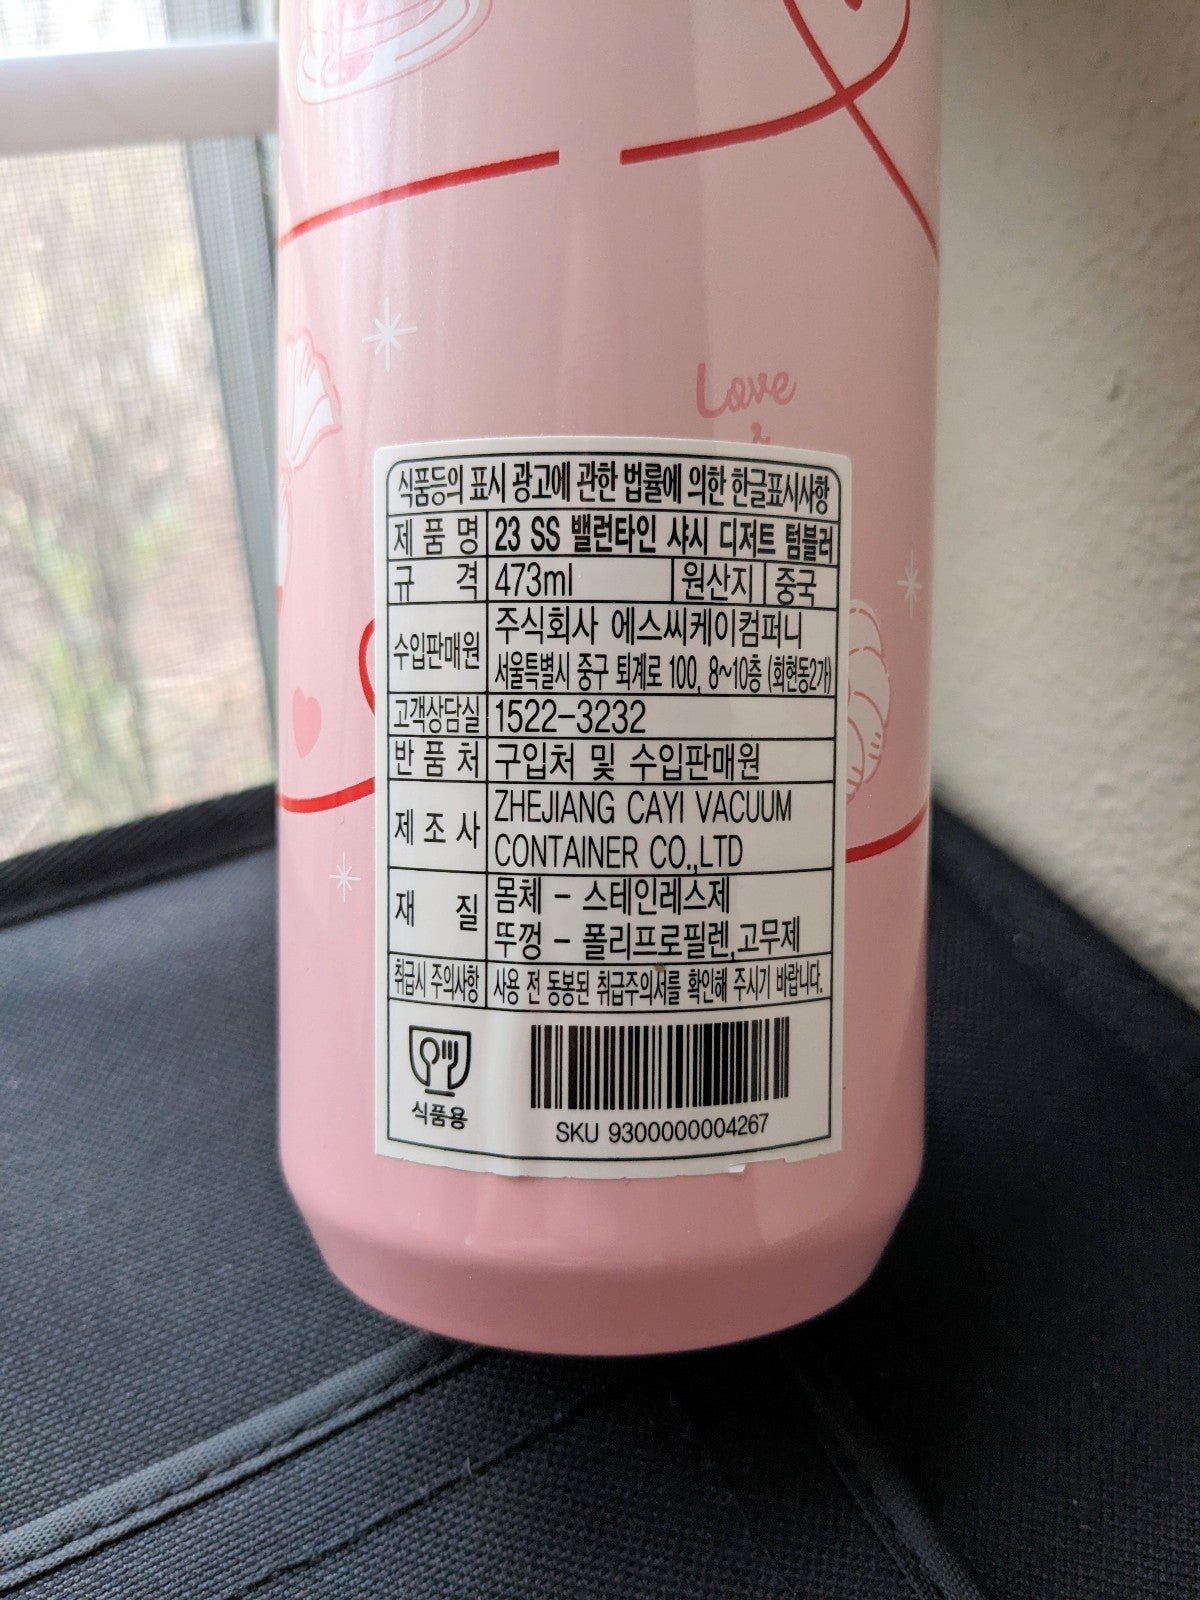 Love
&
식품등의 표시 광고에 관한 법률에 의한 한글표시사항
제 품 명 23 SS 밸런타인 샤시 디저트 텀블러
규 격 473ml 원산지 중국
수입판매원 주식회사 에스씨케이컴퍼니
서울특별시 중구 퇴계로 100, 8~10층 (회현동2가)
고객상담실 1522-3232
반 품 처 구입처 및 수입판매원
제 조 사 ZHEJIANG CAYI VACUUM
CONTAINER CO.,LTD
재 질 몸체 - 스테인레스제
뚜껑 - 폴리프로필렌,고무제
취급시 주의사항 사용 전 동봉된 취급주의서를 확인해 주시기 바랍니다.
식품용
SKU 9300000004267